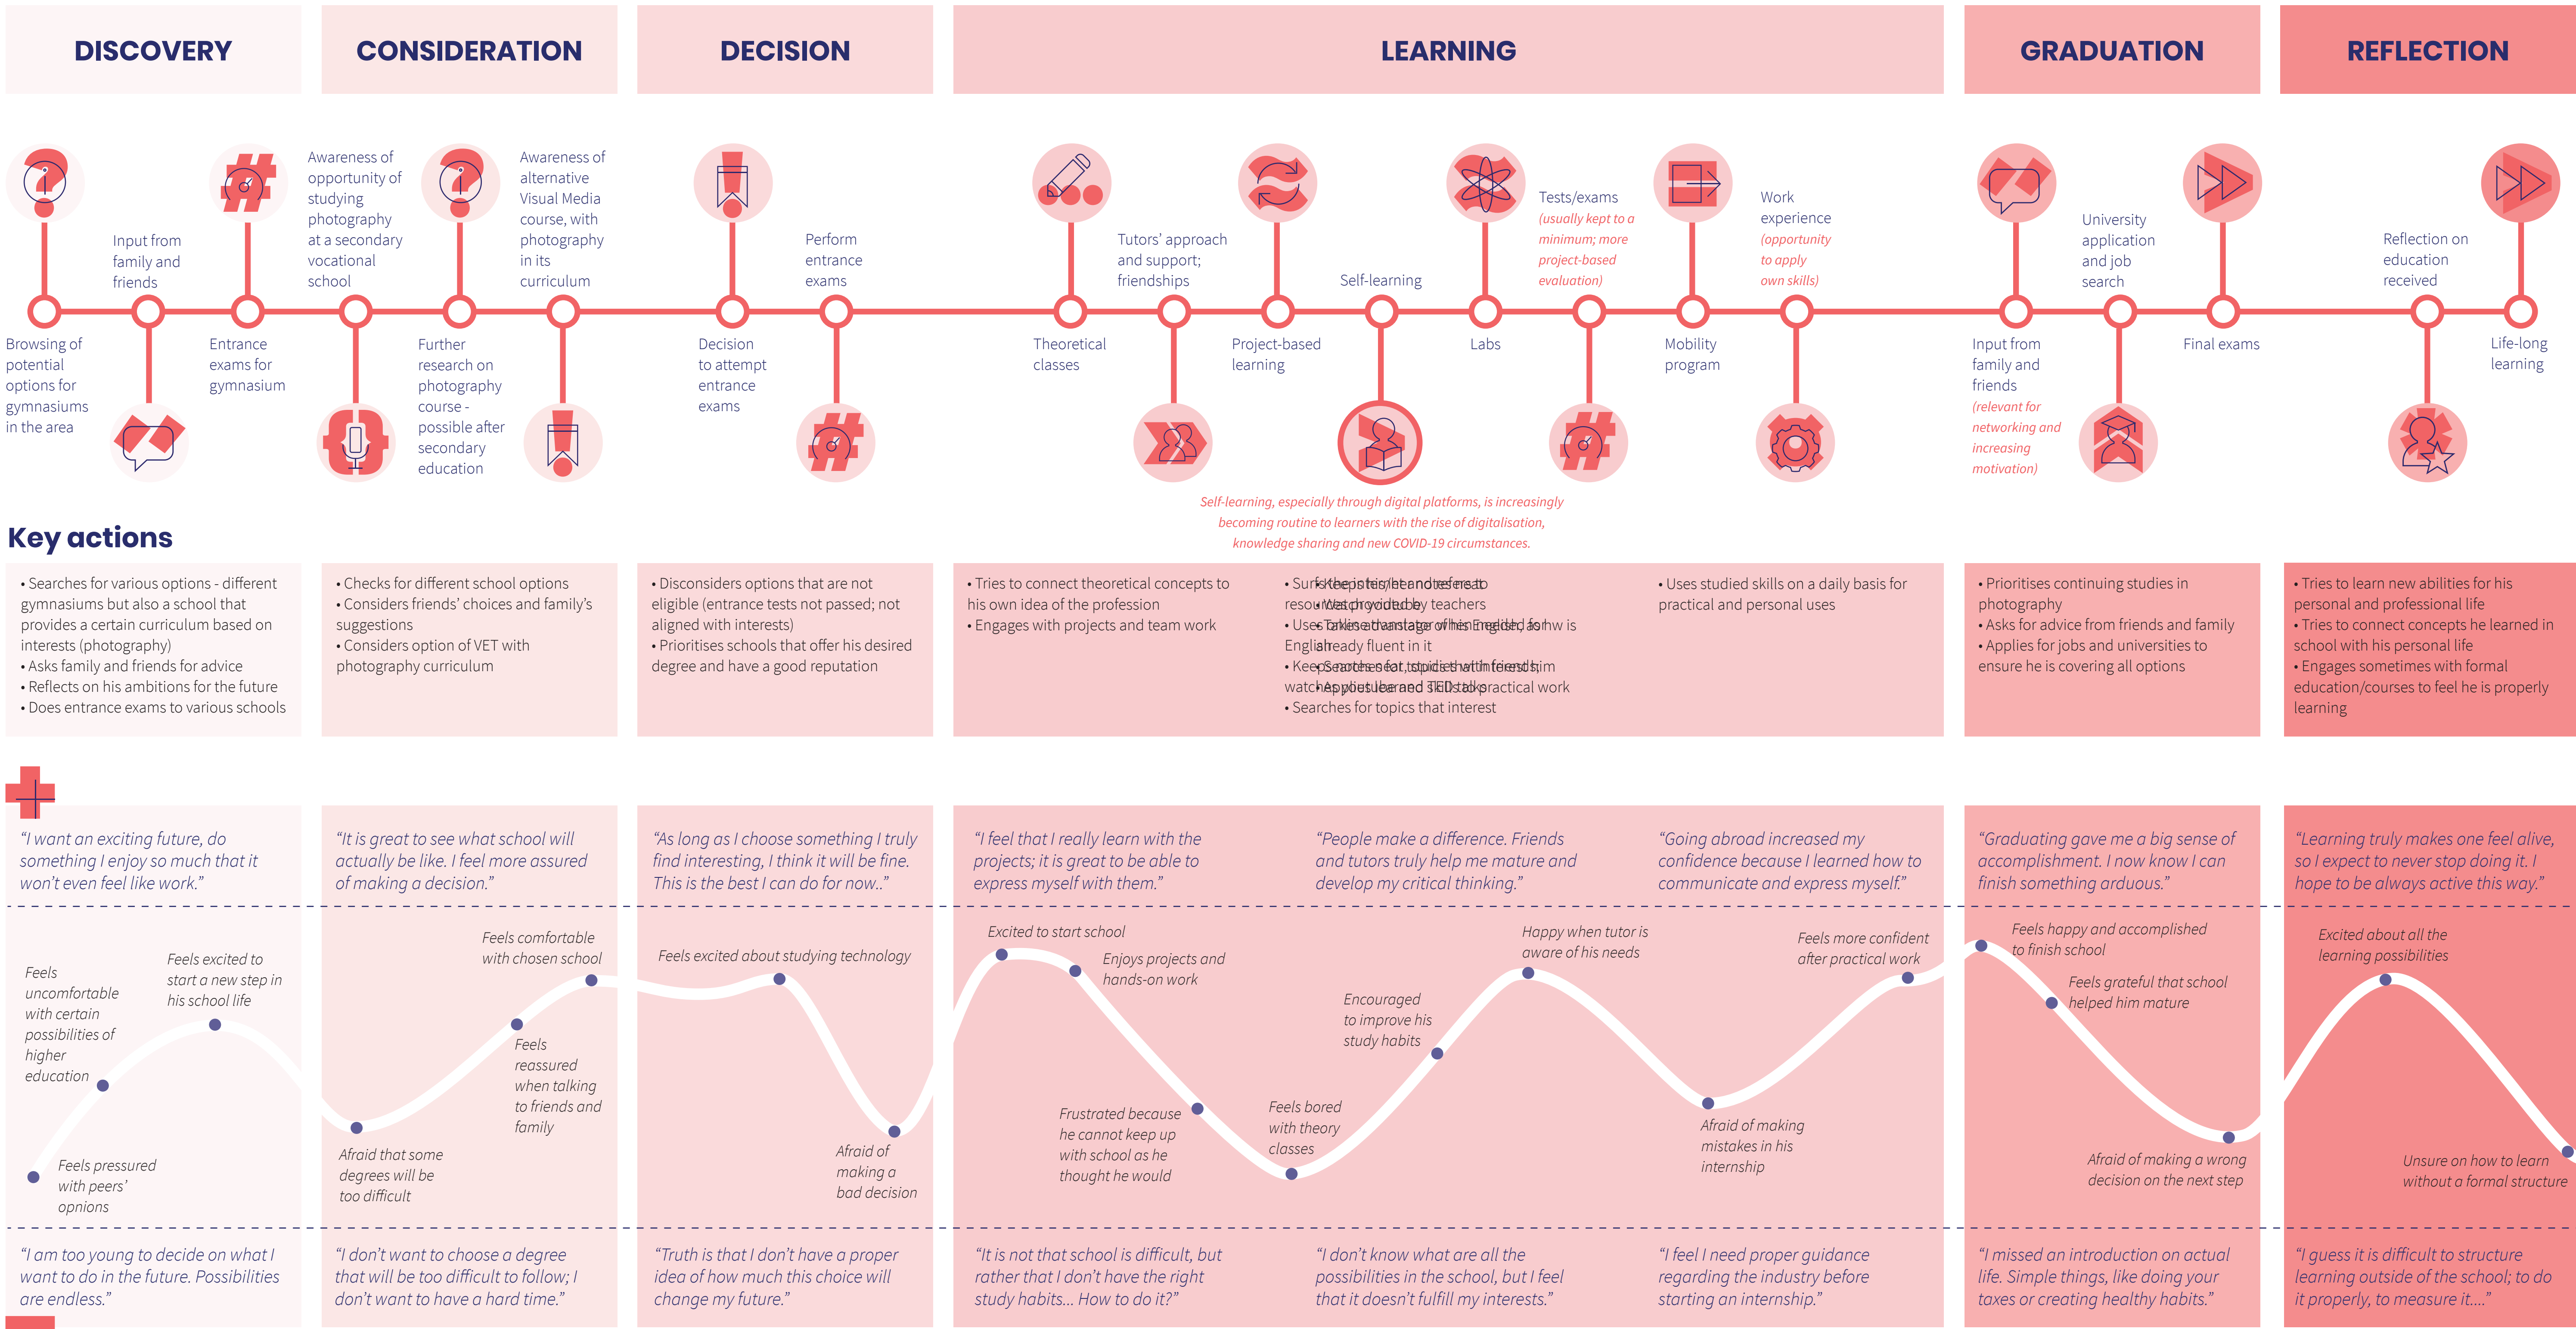 DISCOVERY
CONSIDERATION
DECISION
LEARNING
GRADUATION
REFLECTION
Browsing of
potential
options for
gymnasiums
in the area
Input from
family and
friends
Entrance
exams for
gymnasium
Awareness of
opportunity of
studying
photography
at a secondary
vocational
school
Further
research on
photography
course -
possible after
secondary
education
Awareness of
alternative
Visual Media
course, with
photography
in its
curriculum
Decision
to attempt
entrance
exams
Perform
entrance
exams
Theoretical
classes
Tutors’ approach
and support;
friendships
Project-based
learning
Self-learning
Self-learning, especially through digital platforms, is increasingly
becoming routine to learners with the rise of digitalisation,
knowledge sharing and new COVID-19 circumstances.
Labs
Tests/exams
(usually kept to a
minimum; more
project-based
evaluation)
Mobility
program
Work
experience
(opportunity
to apply
own skills)
Input from
family and
friends
(relevant for
networking and
increasing
motivation)
University
application
and job
search
Final exams
Reflection on
education
received
Life-long
learning
Key actions
• Searches for various options - different
gymnasiums but also a school that
provides a certain curriculum based on
interests (photography)
• Asks family and friends for advice
• Reflects on his ambitions for the future
• Does entrance exams to various schools
• Checks for different school options
• Considers friends’ choices and family’s
suggestions
• Considers option of VET with
photography curriculum
• Disconsiders options that are not
eligible (entrance tests not passed; not
aligned with interests)
• Prioritises schools that offer his desired
degree and have a good reputation
• Tries to connect theoretical concepts to
his own idea of the profession
• Engages with projects and team work
• Searches for topics that interest
• Uses studied skills on a daily basis for
practical and personal uses
• Prioritises continuing studies in
photography
• Asks for advice from friends and family
• Applies for jobs and universities to
ensure he is covering all options
• Tries to learn new abilities for his
personal and professional life
• Tries to connect concepts he learned in
school with his personal life
• Engages sometimes with formal
education/courses to feel he is properly
learning
“I want an exciting future, do
something I enjoy so much that it
won’t even feel like work.”
“It is great to see what school will
actually be like. I feel more assured
of making a decision.”
“As long as I choose something I truly
find interesting, I think it will be fine.
This is the best I can do for now..”
“I feel that I really learn with the
projects; it is great to be able to
express myself with them.”
“People make a difference. Friends
and tutors truly help me mature and
develop my critical thinking.”
“Going abroad increased my
confidence because I learned how to
communicate and express myself.”
“Graduating gave me a big sense of
accomplishment. I now know I can
finish something arduous.”
“Learning truly makes one feel alive,
so I expect to never stop doing it. I
hope to be always active this way.”
Feels
uncomfortable
with certain
possibilities of
higher
education
Feels pressured
with peers’
opnions
Feels excited to
start a new step in
his school life
Afraid that some
degrees will be
too difficult
Feels
reassured
when talking
to friends and
family
Feels comfortable
with chosen school
Feels excited about studying technology
Afraid of
making a
bad decision
Excited to start school
Enjoys projects and
hands-on work
Frustrated because
he cannot keep up
with school as he
thought he would
Feels bored
with theory
classes
Encouraged
to improve his
study habits
Happy when tutor is
aware of his needs
Afraid of making
mistakes in his
internship
Feels more confident
after practical work
Feels happy and accomplished
to finish school
Feels grateful that school
helped him mature
Afraid of making a wrong
decision on the next step
Excited about all the
learning possibilities
Unsure on how to learn
without a formal structure
“I am too young to decide on what I
want to do in the future. Possibilities
are endless.”
“I don’t want to choose a degree
that will be too difficult to follow; I
don’t want to have a hard time.”
“Truth is that I don’t have a proper
idea of how much this choice will
change my future.”
“It is not that school is difficult, but
rather that I don’t have the right
study habits... How to do it?”
“I don’t know what are all the
possibilities in the school, but I feel
that it doesn’t fulfill my interests.”
“I feel I need proper guidance
regarding the industry before
starting an internship.”
“I missed an introduction on actual
life. Simple things, like doing your
taxes or creating healthy habits.”
“I guess it is difficult to structure
learning outside of the school; to do
it properly, to measure it....”